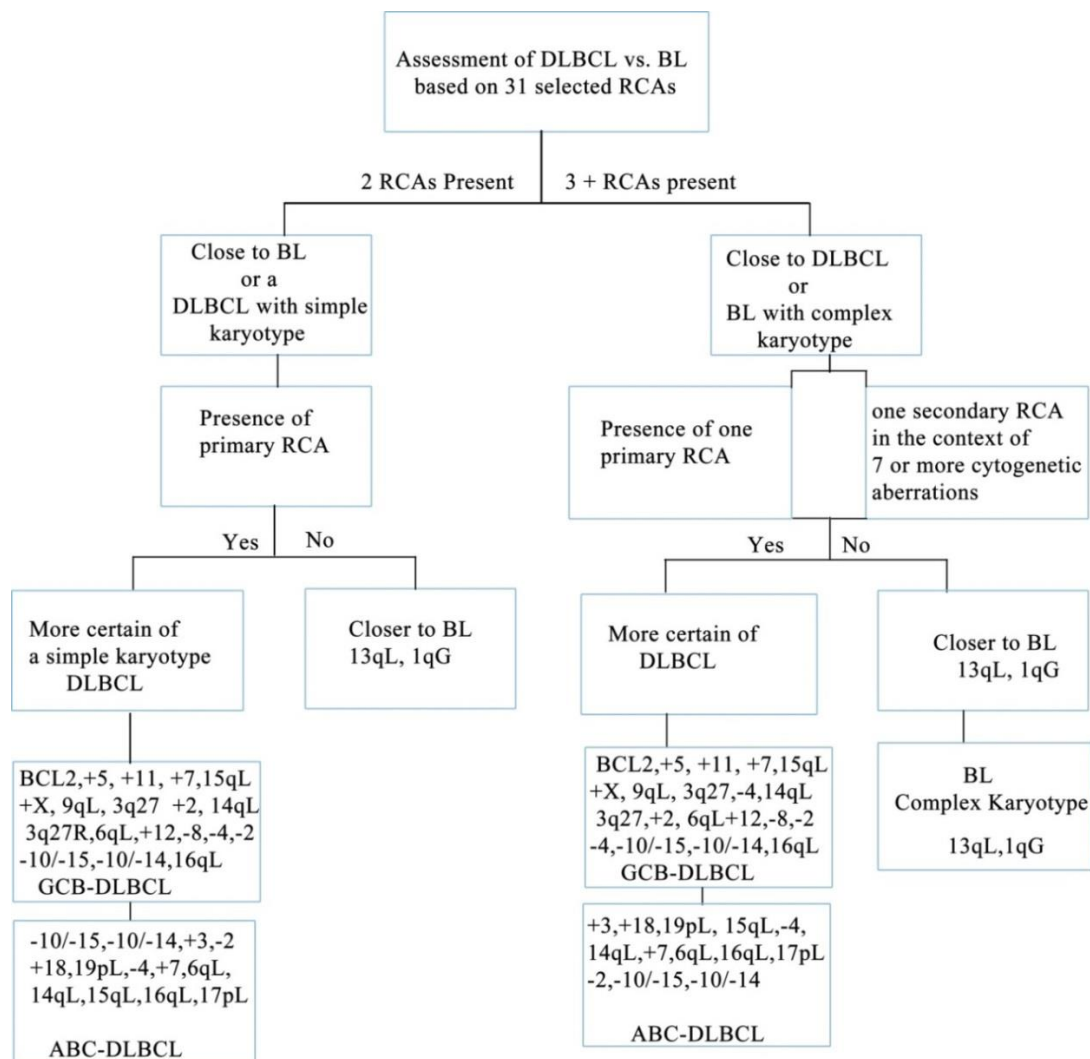 Assessment of DLBCL vs. BL
based on 31 selected RCAs
2 RCAs Present
3 + RCAs present
Close to BL
or a
DLBCL with simple
karyotype
Close to DLBCL
or
BL with complex
karyotype
Presence of
primary RCA
Presence of one
primary RCA
one secondary RCA
in the context of
7 or more cytogenetic
aberrations
Yes
No
Yes
No
More certain of
a simple karyotype
DLBCL
Closer to BL
13qL, 1qG
More certain of
DLBCL
Closer to BL
13qL, 1qG
BCL2,+5, +11, +7,15qL
+X, 9qL, 3q27 +2, 14qL
3q27R,6qL,+12,-8,-4,-2
-10/-15,-10/-14,16qL
GCB-DLBCL
BCL2,+5, +11, +7,15qL
+X, 9qL, 3q27,-4,14qL
3q27,+2, 6qL+12,-8,-2
-4,-10/-15,-10/-14,16qL
GCB-DLBCL
BL
Complex Karyotype
13qL,1qG
-10/-15,-10/-14,+3,-2
+18,19pL,-4,+7,6qL,
14qL,15qL,16qL,17pL
ABC-DLBCL
+3,+18,19pL, 15qL,-4,
14qL,+7,6qL,16qL,17pL
-2,-10/-15,-10/-14
ABC-DLBCL